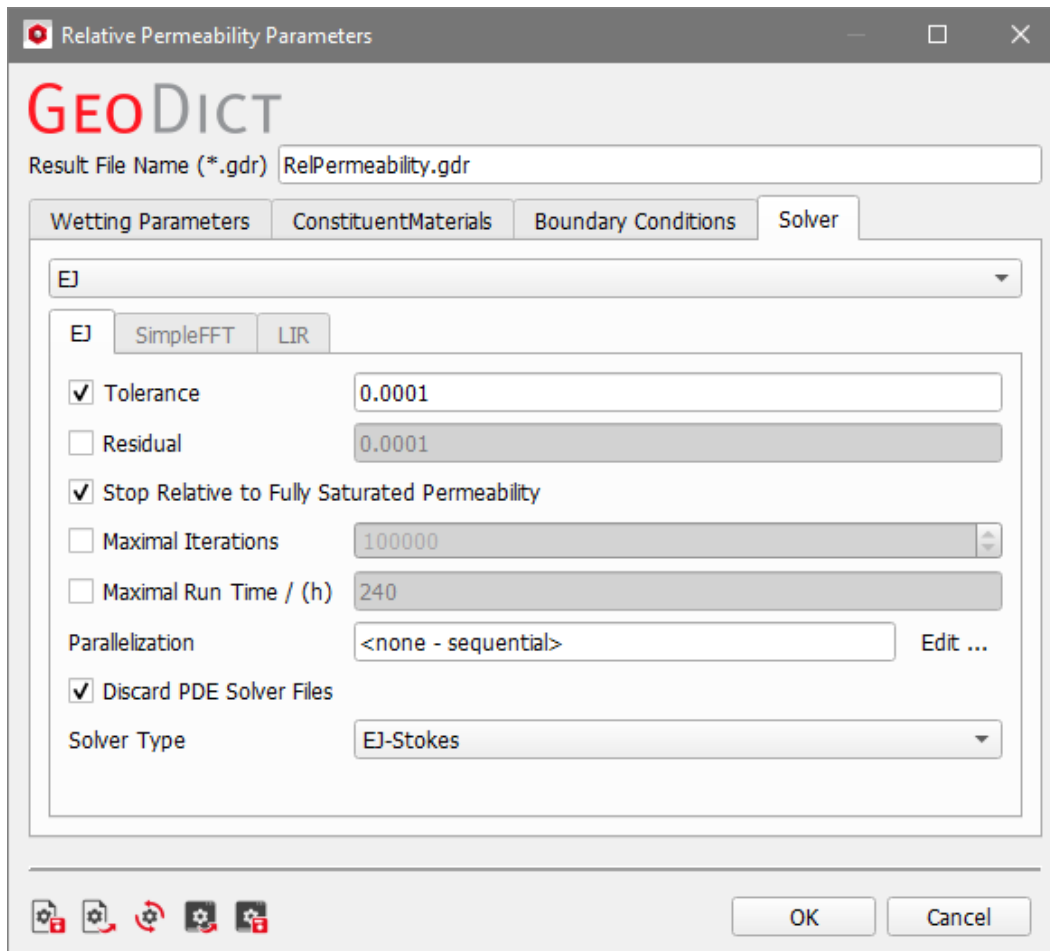 Relative Permeability Parameters
GEODICT
Result File Name (*.gdr) RelPermeability.gdr
Wetting Parameters ConstituentMaterials Boundary Conditions Solver
EJ
EJ SimpleFFT LIR
Tolerance 0.0001
Residual 0.0001
Stop Relative to Fully Saturated Permeability
Maximal Iterations 100000
Maximal Run Time / (h) 240
Parallelization <none - sequential> Edit ...
Discard PDE Solver Files
Solver Type EJ-Stokes
OK Cancel